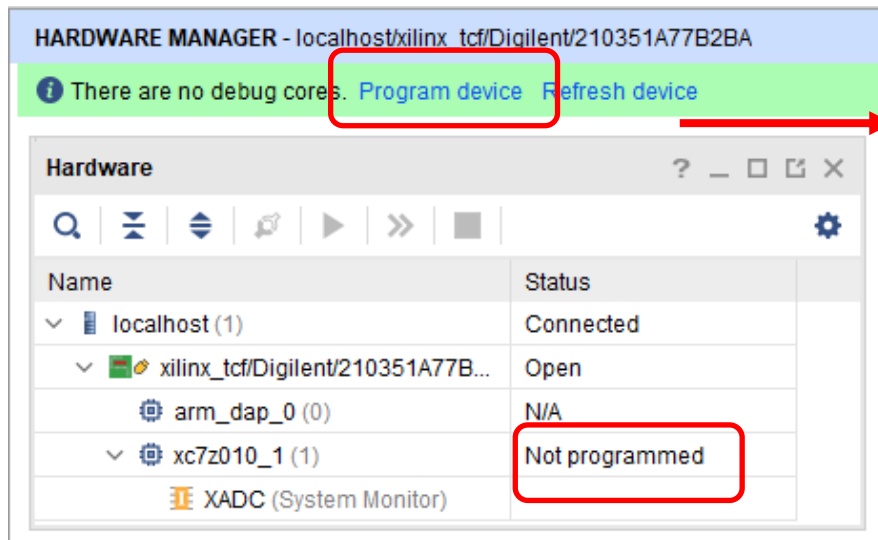 HARDWARE MANAGER - localhost/xilinx_tcf/Digilent/210351A77B2BA
There are no debug cores. Program device Refresh device
Hardware
Name Status
localhost (1) Connected
xilinx_tcf/Digilent/210351A77B... Open
arm_dap_0 (0) N/A
xc7z010_1 (1) Not programmed
XADC (System Monitor)